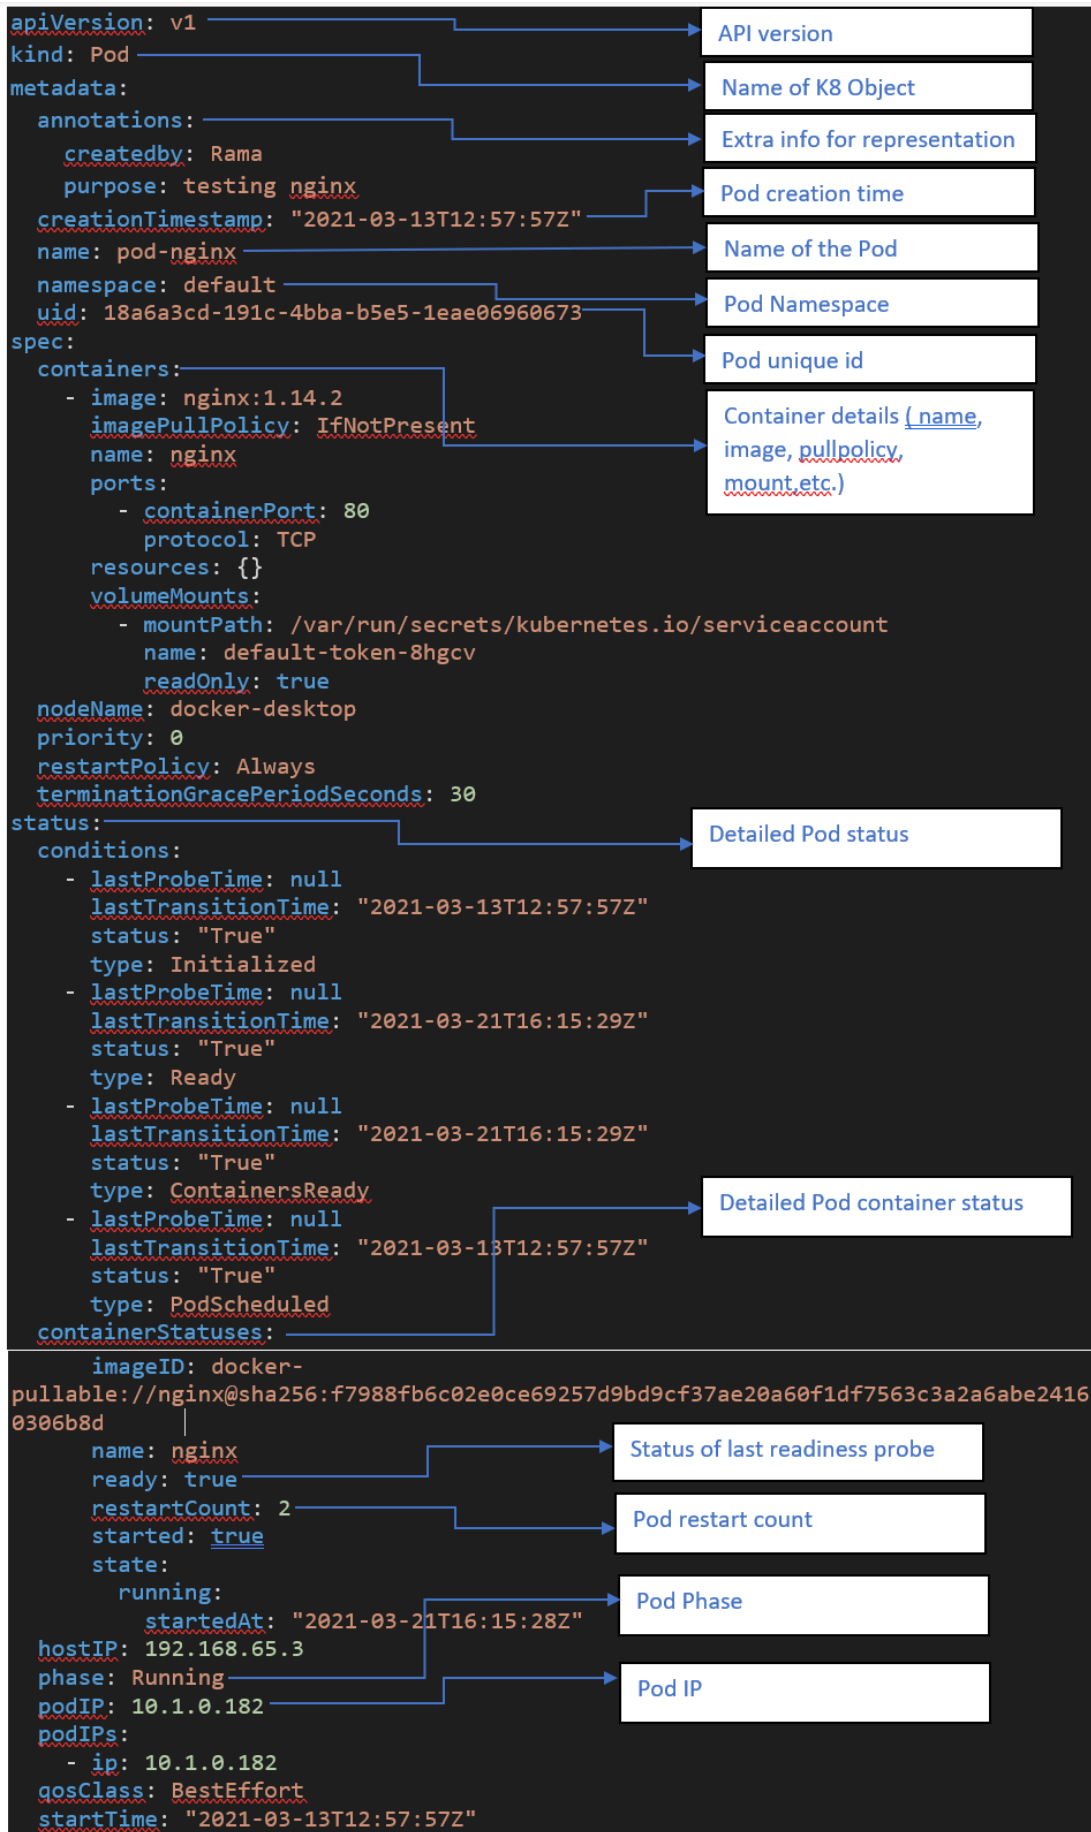 apiVersion: v1
API version
kind: Pod
Name of K8 Object
metadata:
annotations:
Extra info for representation
createdby: Rama
purpose: testing nginx
Pod creation time
creationTimestamp: "2021-03-13T12:57:57Z"
name: pod-nginx
Name of the Pod
namespace: default
Pod Namespace
uid: 18a6a3cd-191c-4bba-b5e5-1eae06960673
Pod unique id
spec:
containers:
Container details ( name,
image, pullpolicy,
mount,etc.)
- image: nginx:1.14.2
imagePullPolicy: IfNotPresent
name: nginx
ports:
- containerPort: 80
protocol: TCP
resources: {}
volumeMounts:
- mountPath: /var/run/secrets/kubernetes.io/serviceaccount
name: default-token-8hgcv
readOnly: true
nodeName: docker-desktop
priority: 0
restartPolicy: Always
terminationGracePeriodSeconds: 30
status:
Detailed Pod status
conditions:
- lastProbeTime: null
lastTransitionTime: "2021-03-13T12:57:57Z"
status: "True"
type: Initialized
- lastProbeTime: null
lastTransitionTime: "2021-03-21T16:15:29Z"
status: "True"
type: Ready
- lastProbeTime: null
lastTransitionTime: "2021-03-21T16:15:29Z"
status: "True"
type: ContainersReady
Detailed Pod container status
- lastProbeTime: null
lastTransitionTime: "2021-03-13T12:57:57Z"
status: "True"
type: PodScheduled
containerStatuses:
imageID: docker-
pullable://nginx@sha256:f7988fb6c02e0ce69257d9bd9cf37ae20a60f1df7563c3a2a6abe2416
0306b8d
name: nginx
Status of last readiness probe
ready: true
restartCount: 2
Pod restart count
started: true
state:
running:
Pod Phase
startedAt: "2021-03-21T16:15:28Z"
hostIP: 192.168.65.3
phase: Running
Pod IP
podIP: 10.1.0.182
podIPs:
- ip: 10.1.0.182
qosClass: BestEffort
startTime: "2021-03-13T12:57:57Z"